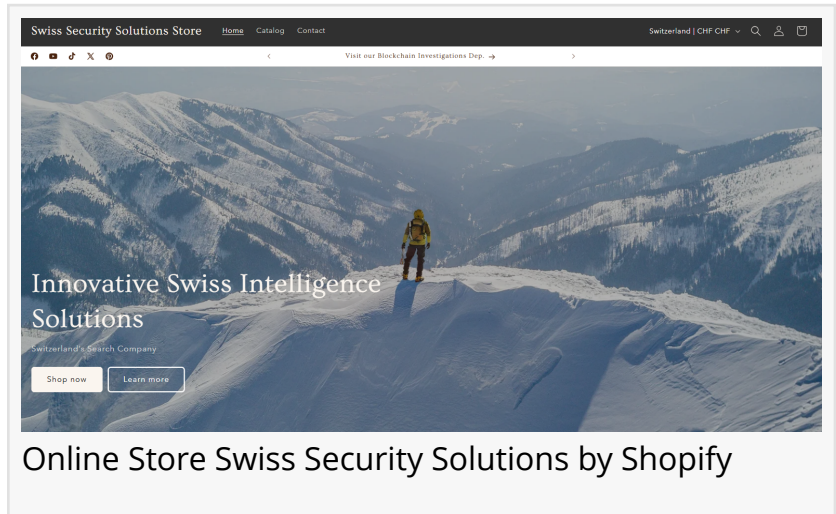 Swiss Security Solutions Store Home Catalog Contact Switzerland | CHF CHF
Visit our Blockchain Investigations Dep. →
Innovative Swiss Intelligence
Solutions
Switzerland's Search Company
Shop now Learn more
Online Store Swiss Security Solutions by Shopify